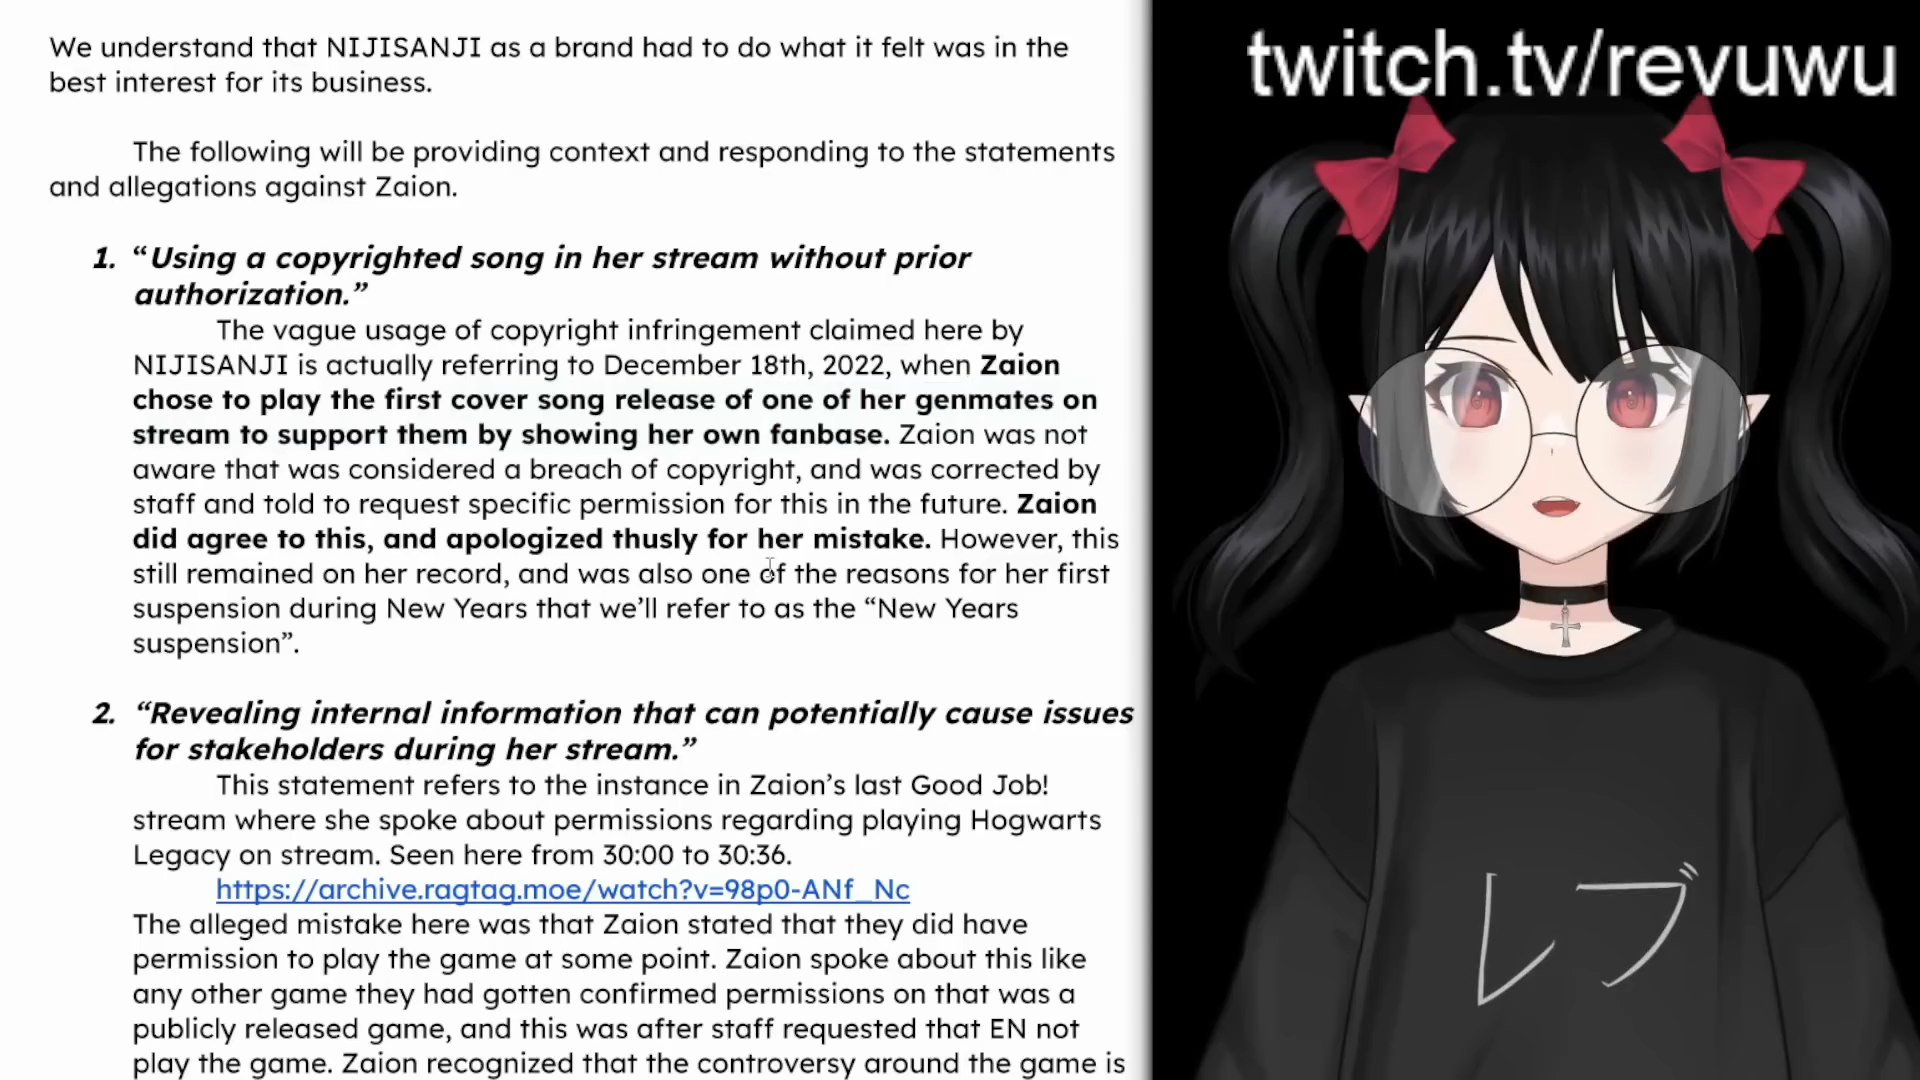 We understand that NIJISANJI as a brand had to do what it felt was in the
best interest for its business.
The following will be providing context and responding to the statements
and allegations against Zaion.
1. “Using a copyrighted song in her stream without prior
authorization.”
The vague usage of copyright infringement claimed here by
NIJISANJI is actually referring to December 18th, 2022, when Zaion
chose to play the first cover song release of one of her genmates on
stream to support them by showing her own fanbase. Zaion was not
aware that was considered a breach of copyright, and was corrected by
staff and told to request specific permission for this in the future. Zaion
did agree to this, and apologized thusly for her mistake. However, this
still remained on her record, and was also one of the reasons for her first
suspension during New Years that we’ll refer to as the “New Years
suspension”.
2. “Revealing internal information that can potentially cause issues
for stakeholders during her stream.”
This statement refers to the instance in Zaion’s last Good Job!
stream where she spoke about permissions regarding playing Hogwarts
Legacy on stream. Seen here from 30:00 to 30:36.
https://archive.ragtag.moe/watch?v=98p0-ANf_Nc
The alleged mistake here was that Zaion stated that they did have
permission to play the game at some point. Zaion spoke about this like
any other game they had gotten confirmed permissions on that was a
publicly released game, and this was after staff requested that EN not
play the game. Zaion recognized that the controversy around the game is
twitch.tv/revuwu
レブ